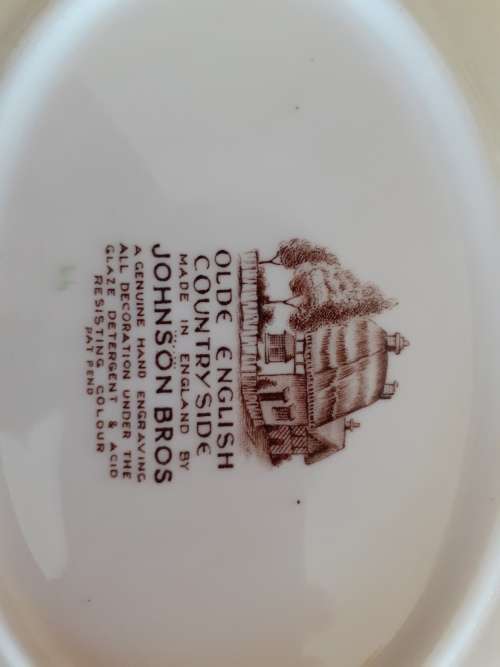 OLDE ENGLISH
COUNTRYSIDE
MADE IN ENGLAND BY
JOHNSON BROS
A GENUINE HAND ENGRAVING
ALL DECORATION UNDER THE
GLAZE DETERGENT & ACID
RESISTING COLOUR
PAT PEND